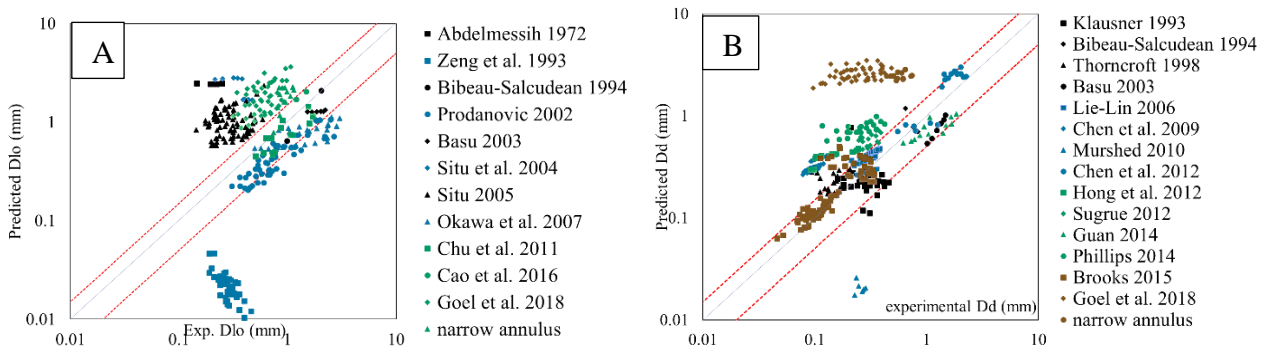 A
10
1
0.1
0.01
0.01
0.1
1
10
Predicted Dlo (mm)
Exp. Dlo (mm)
Abdelmessih 1972
Zeng et al. 1993
Bibeau-Salcudean 1994
Prodanovic 2002
Basu 2003
Situ et al. 2004
Situ 2005
Okawa et al. 2007
Chu et al. 2011
Cao et al. 2016
Goel et al. 2018
narrow annulus
B
10
1
0.1
0.01
0.01
0.1
1
10
Predicted Dd (mm)
experimental Dd (mm)
Klausner 1993
Bibeau-Salcudean 1994
Thorncroft 1998
Basu 2003
Lie-Lin 2006
Chen et al. 2009
Murshed 2010
Chen et al. 2012
Hong et al. 2012
Sugrue 2012
Guan 2014
Phillips 2014
Brooks 2015
Goel et al. 2018
narrow annulus